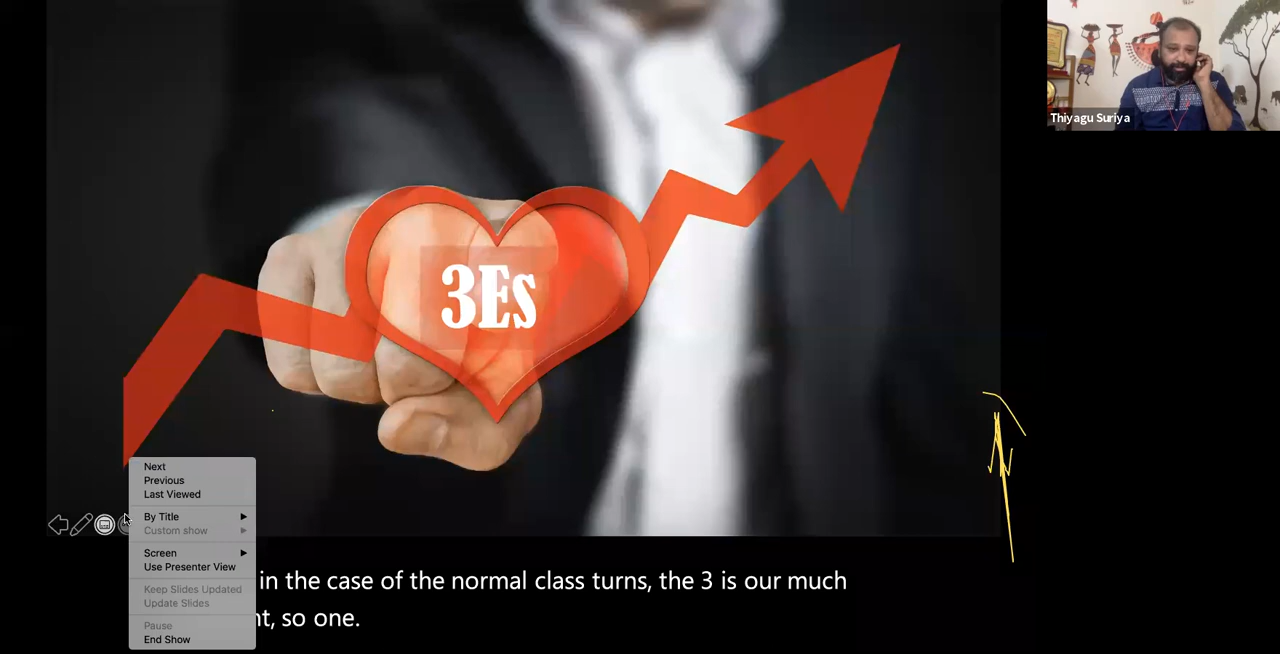 3Es
Thiyagu Suriya
Next
Previous
Last Viewed
By Title
Custom show
Screen
Use Presenter View
Keep Slides Updated
Update Slides
Pause
End Show
in the case of the normal class turns, the 3 is our much
so one.